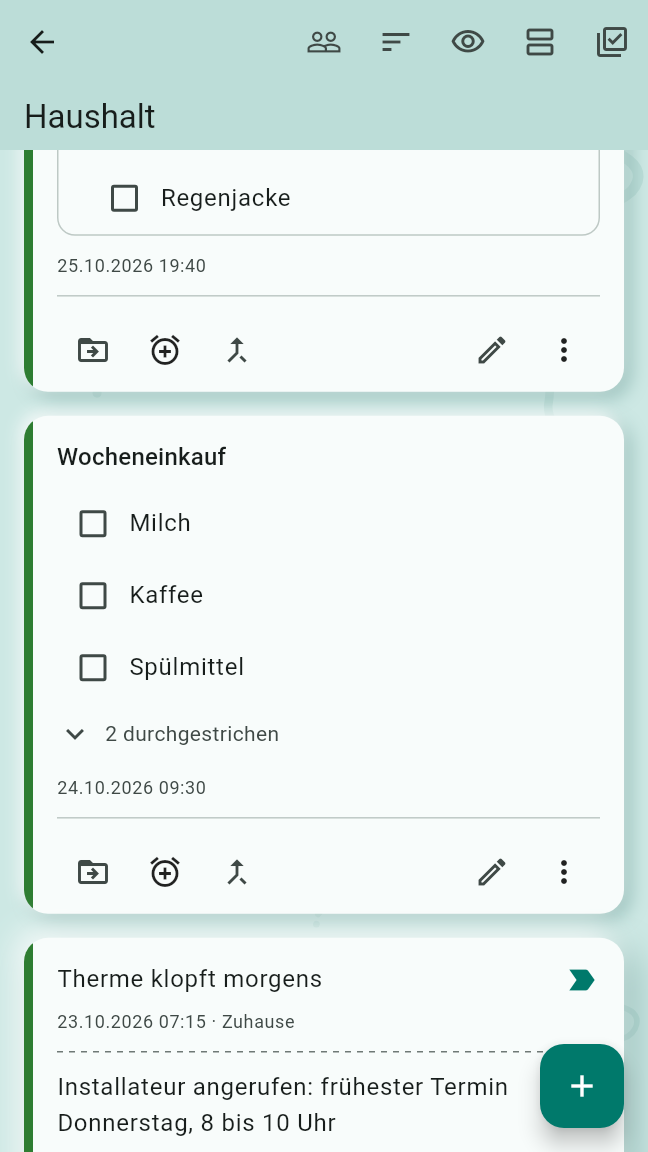 Haushalt
Regenjacke
25.10.2026 19:40
Wocheneinkauf
Milch
Kaffee
Spülmittel
2 durchgestrichen
24.10.2026 09:30
Therme klopft morgens
23.10.2026 07:15 · Zuhause
Installateur angerufen: frühester Termin
Donnerstag, 8 bis 10 Uhr